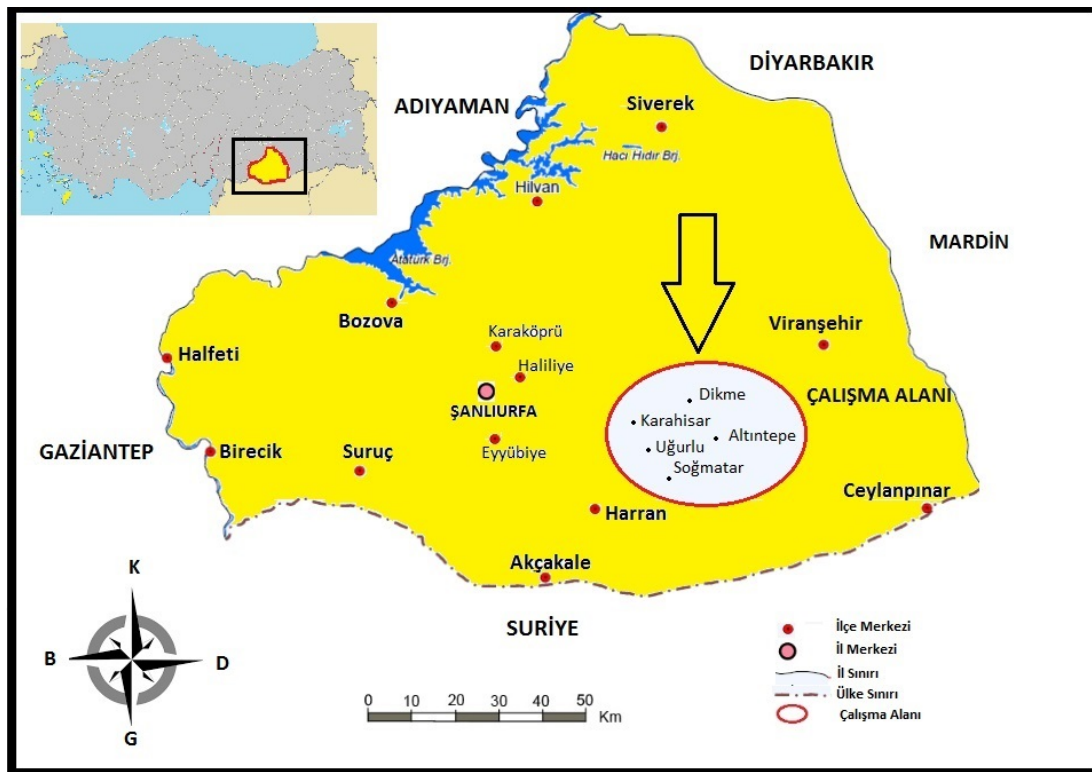 DİYARBAKIR
ADIYAMAN
Siverek
Hacı Hıdır Brj.
Hilvan
MARDİN
Atatürk Brj.
Bozova
Karaköprü
Viranşehir
Halfeti
Haliliye
ŞANLIURFA
Dikme
ÇALIŞMA ALANI
Karahisar
Altıntepe
GAZİANTEP
Birecik
Suruç
Eyyübiye
Uğurlu
Soğmatar
Ceylanpınar
Harran
Akçakale
SURİYE
K
B
D
G
0 10 20 30 40 50
Km
İlçe Merkezi
İl Merkezi
İl Sınırı
Ülke Sınırı
Çalışma Alanı